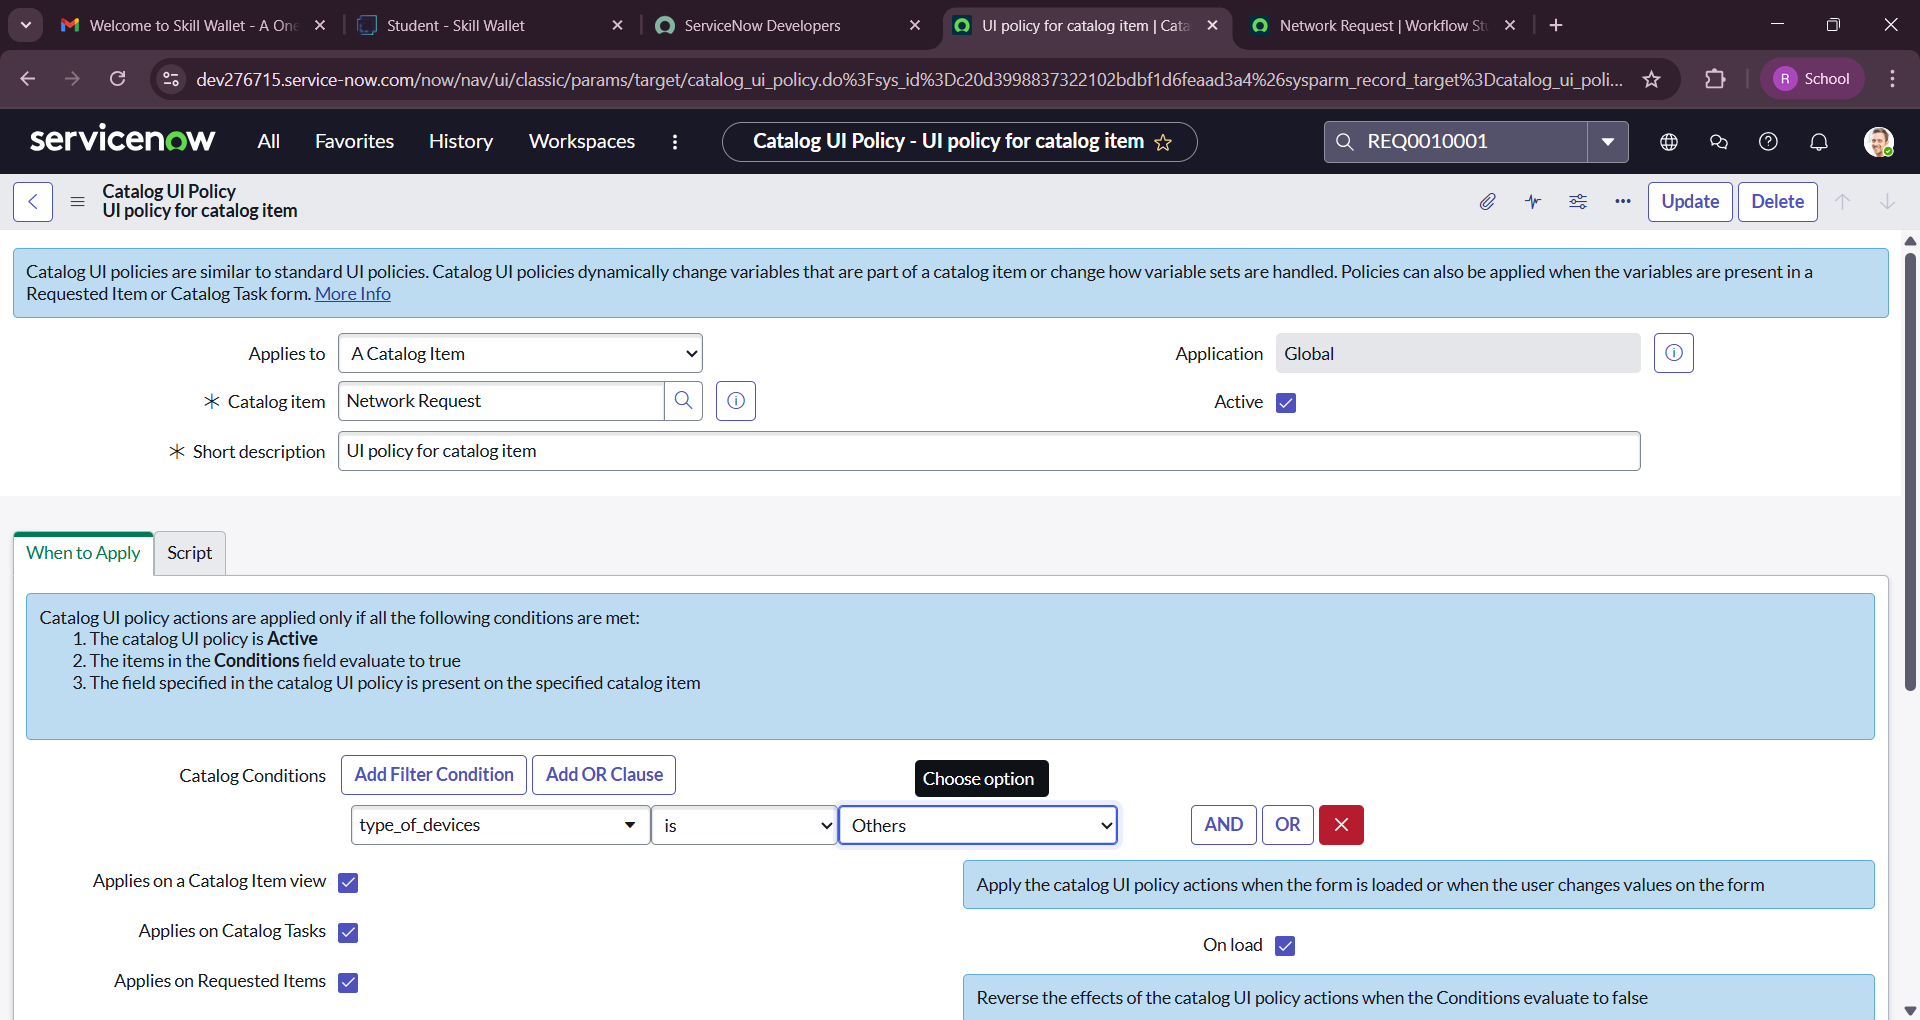 Welcome to Skill Wallet - A One
Student - Skill Wallet
ServiceNow Developers
UI policy for catalog item | Cata
Network Request | Workflow St
dev276715.service-now.com/now/nav/ui/classic/params/target/catalog_ui_policy.do%3Fsys_id%3Dc20d3998837322102bdbf1d6feaad3a4%26sysparm_record_target%3Dcatalog_ui_poli...
R School
servicenow
All
Favorites
History
Workspaces
Catalog UI Policy - UI policy for catalog item
REQ0010001
Catalog UI Policy
UI policy for catalog item
Update
Delete
Catalog UI policies are similar to standard UI policies. Catalog UI policies dynamically change variables that are part of a catalog item or change how variable sets are handled. Policies can also be applied when the variables are present in a
Requested Item or Catalog Task form. More Info
Applies to
A Catalog Item
Application
Global
Catalog item
Network Request
Active
Short description
UI policy for catalog item
When to Apply
Script
Catalog UI policy actions are applied only if all the following conditions are met:
1. The catalog UI policy is Active
2. The items in the Conditions field evaluate to true
3. The field specified in the catalog UI policy is present on the specified catalog item
Catalog Conditions
Add Filter Condition
Add OR Clause
Choose option
type_of_devices
is
Others
AND
OR
Applies on a Catalog Item view
Apply the catalog UI policy actions when the form is loaded or when the user changes values on the form
Applies on Catalog Tasks
On load
Applies on Requested Items
Reverse the effects of the catalog UI policy actions when the Conditions evaluate to false